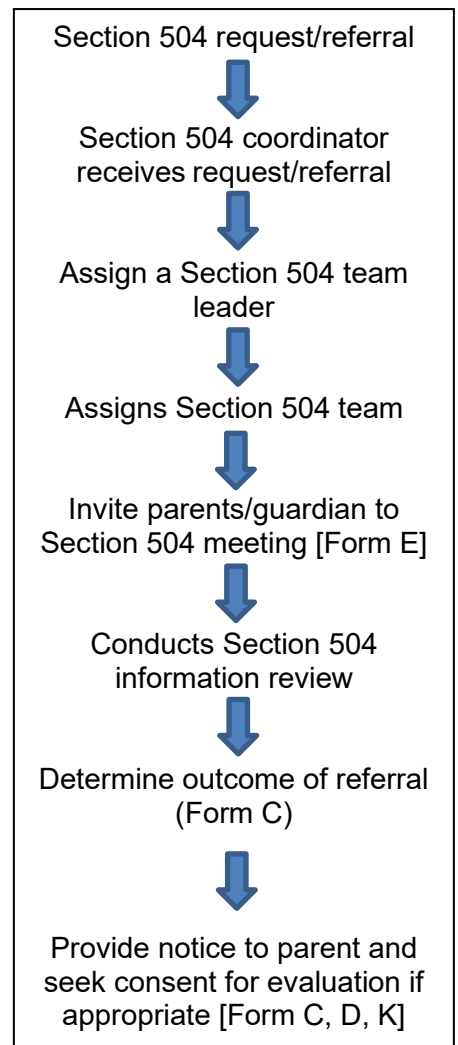 Section 504 request/referral
Section 504 coordinator
receives request/referral
Assign a Section 504 team
leader
Assigns Section 504 team
Invite parents/guardian to
Section 504 meeting [Form E]
Conducts Section 504
information review
Determine outcome of referral
(Form C)
Provide notice to parent and
seek consent for evaluation if
appropriate [Form C, D, K]